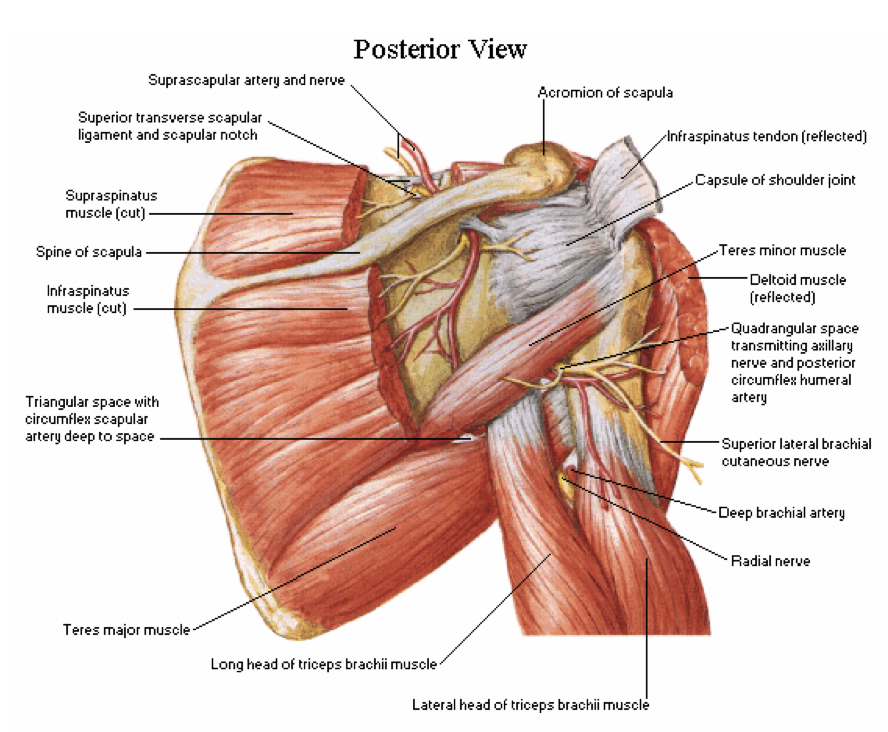 Posterior View
Suprascapular artery and nerve
Acromion of scapula
Superior transverse scapular
ligament and scapular notch
Infraspinatus tendon (reflected)
Capsule of shoulder joint
Supraspinatus
muscle (cut)
Spine of scapula
Teres minor muscle
Deltoid muscle
(reflected)
Infraspinatus
muscle (cut)
Quadrangular space
transmitting axillary
nerve and posterior
circumflex humeral
artery
Triangular space with
circumflex scapular
artery deep to space
Superior lateral brachial
cutaneous nerve
Deep brachial artery
Radial nerve
Teres major muscle
Long head of triceps brachii muscle
Lateral head of triceps brachii muscle